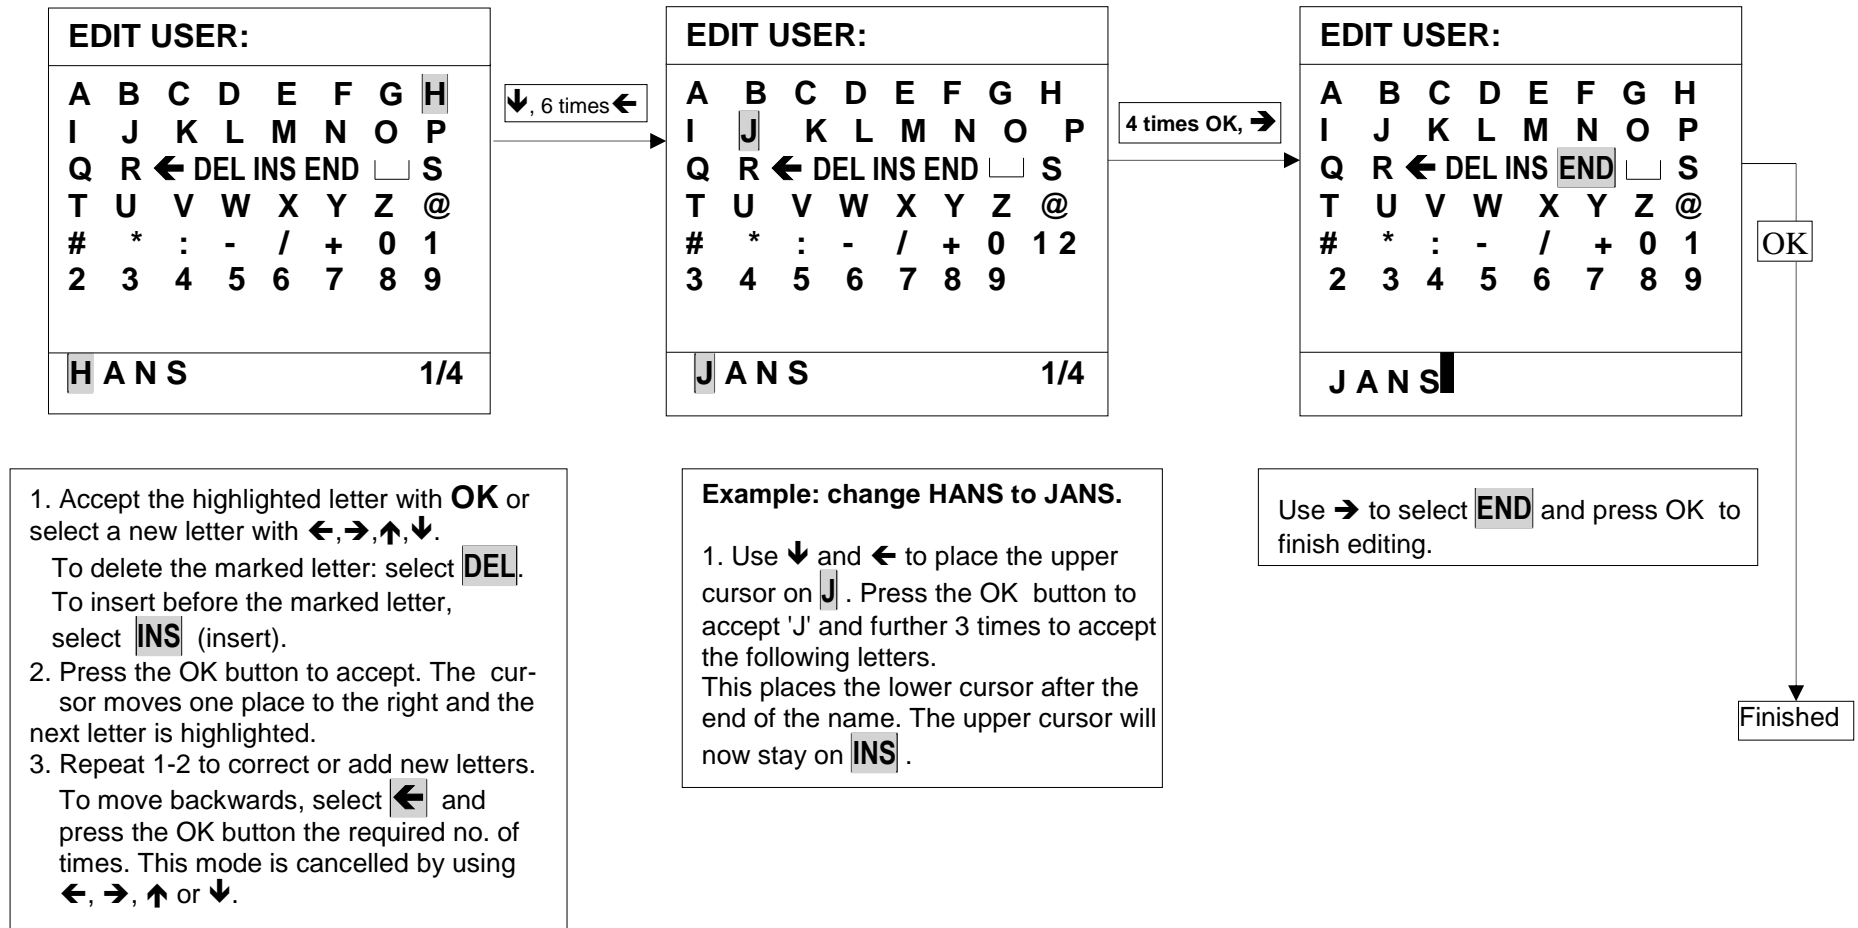 EDIT USER:
A B C D E F G H
I J K L M N O P
Q R ← DEL INS END ⎵ S
T U V W X Y Z @
# * : - / + 0 1
2 3 4 5 6 7 8 9
H A N S 1/4
↓, 6 times ←
EDIT USER:
A B C D E F G H
I J K L M N O P
Q R ← DEL INS END ⎵ S
T U V W X Y Z @
# * : - / + 0 1 2
3 4 5 6 7 8 9
J A N S 1/4
4 times OK, →
EDIT USER:
A B C D E F G H
I J K L M N O P
Q R ← DEL INS END ⎵ S
T U V W X Y Z @
# * : - / + 0 1
2 3 4 5 6 7 8 9
J A N S
OK
Finished
1. Accept the highlighted letter with OK or
select a new letter with ←,→,↑,↓.
To delete the marked letter: select DEL.
To insert before the marked letter,
select INS (insert).
2. Press the OK button to accept. The cur-
sor moves one place to the right and the
next letter is highlighted.
3. Repeat 1-2 to correct or add new letters.
To move backwards, select ← and
press the OK button the required no. of
times. This mode is cancelled by using
←, →, ↑ or ↓.
Example: change HANS to JANS.
1. Use ↓ and ← to place the upper
cursor on J . Press the OK button to
accept 'J' and further 3 times to accept
the following letters.
This places the lower cursor after the
end of the name. The upper cursor will
now stay on INS .
Use → to select END and press OK to
finish editing.